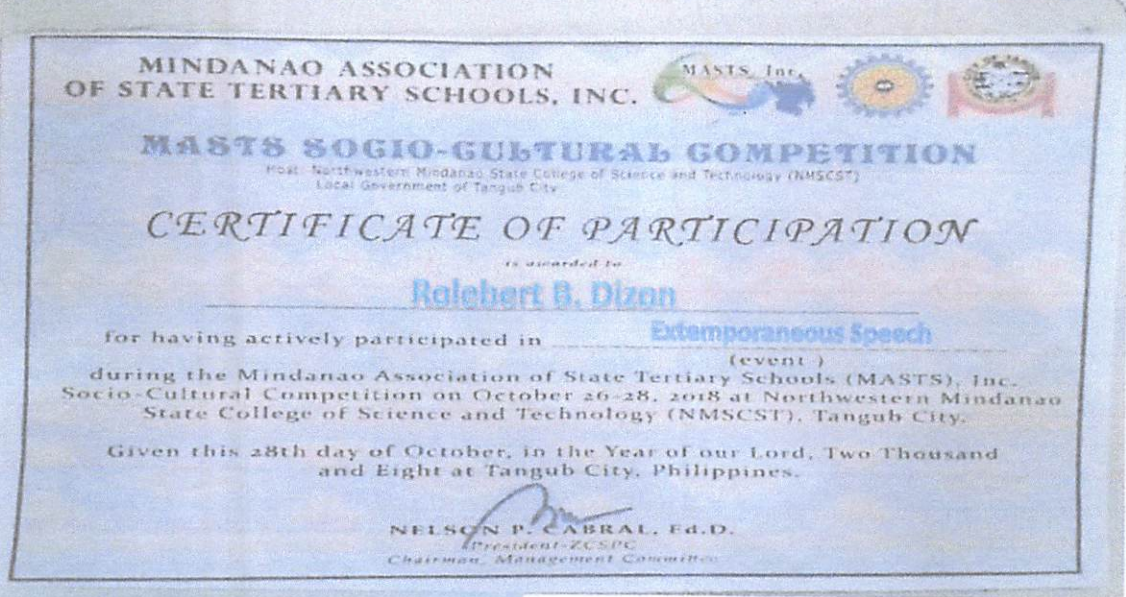 MINDANAO ASSOCIATION
OF STATE TERTIARY SCHOOLS, INC.
MASTS, Inc.
MASTS SOCIO-CULTURAL COMPETITION
Host: Northwestern Mindanao State College of Science and Technology (NMSCST)
Local Government of Tangub City
CERTIFICATE OF PARTICIPATION
is awarded to
Ralebert B. Dizon
for having actively participated in Extemporaneous Speech
(event )
during the Mindanao Association of State Tertiary Schools (MASTS), Inc.
Socio-Cultural Competition on October 26-28, 2018 at Northwestern Mindanao
State College of Science and Technology (NMSCST), Tangub City.
Given this 28th day of October, in the Year of our Lord, Two Thousand
and Eight at Tangub City, Philippines.
NELSON P. CABRAL, Ed.D.
President-ZCSPC
Chairman, Management Committee